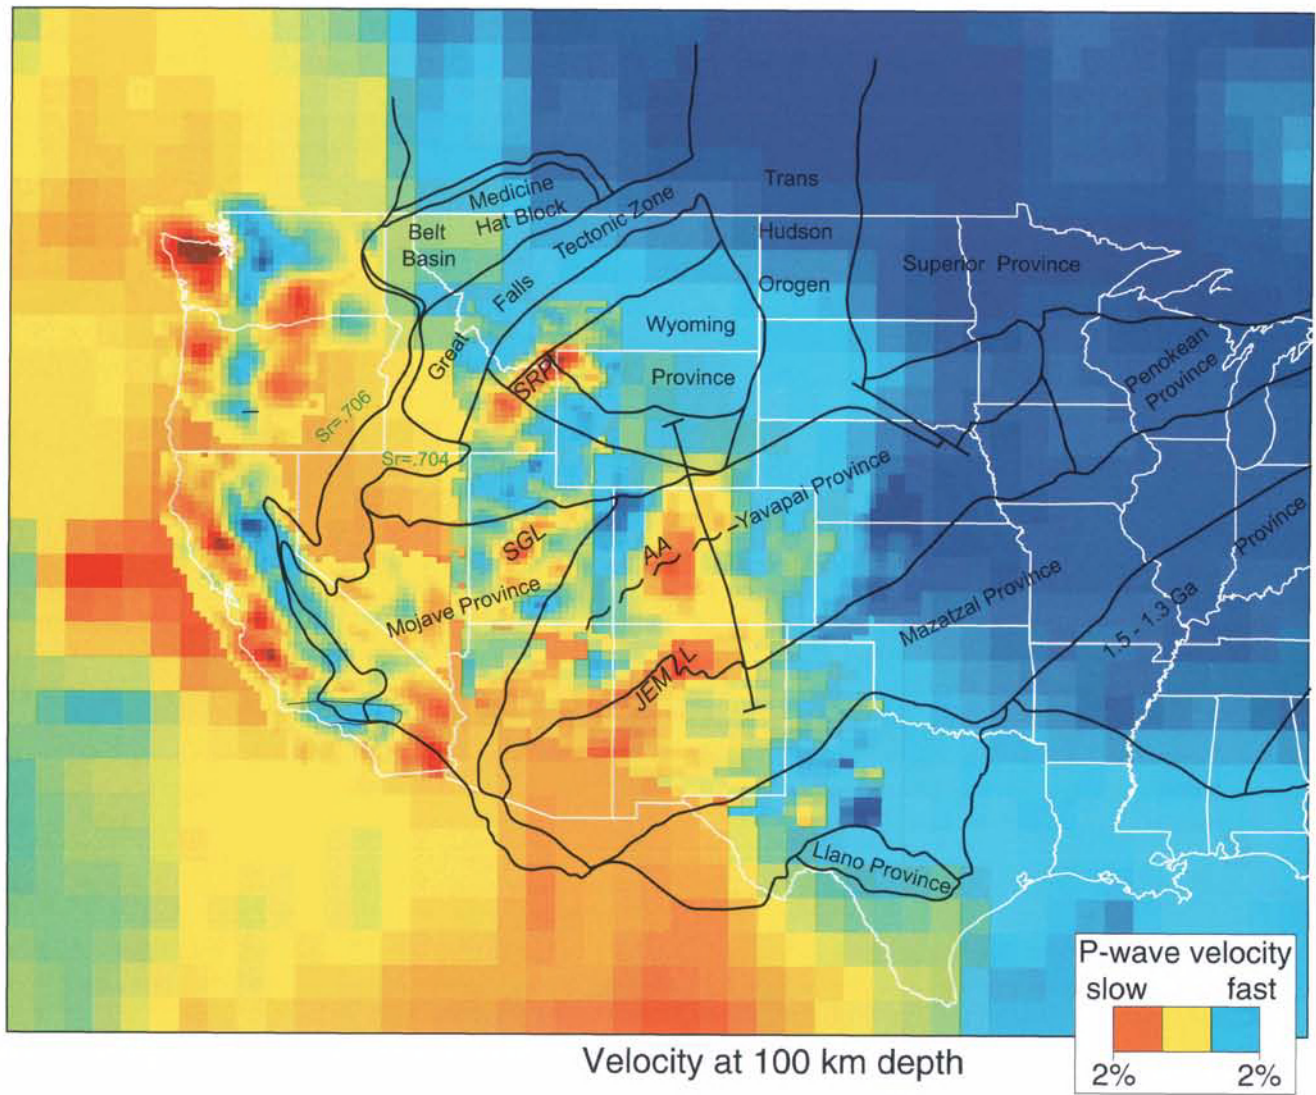 Trans
Medicine
Hat Block
Belt
Basin
Tectonic Zone
Hudson
Superior Province
Orogen
Falls
Great
Wyoming
Province
SRP
Penokean
Province
Sr=.706
Sr=.704
Yavapai Province
SGL
AA
Province
Mojave Province
Mazatzal Province
1.5 - 1.3 Ga
JEMZL
Llano Province
P-wave velocity
slow fast
2% 2%
Velocity at 100 km depth